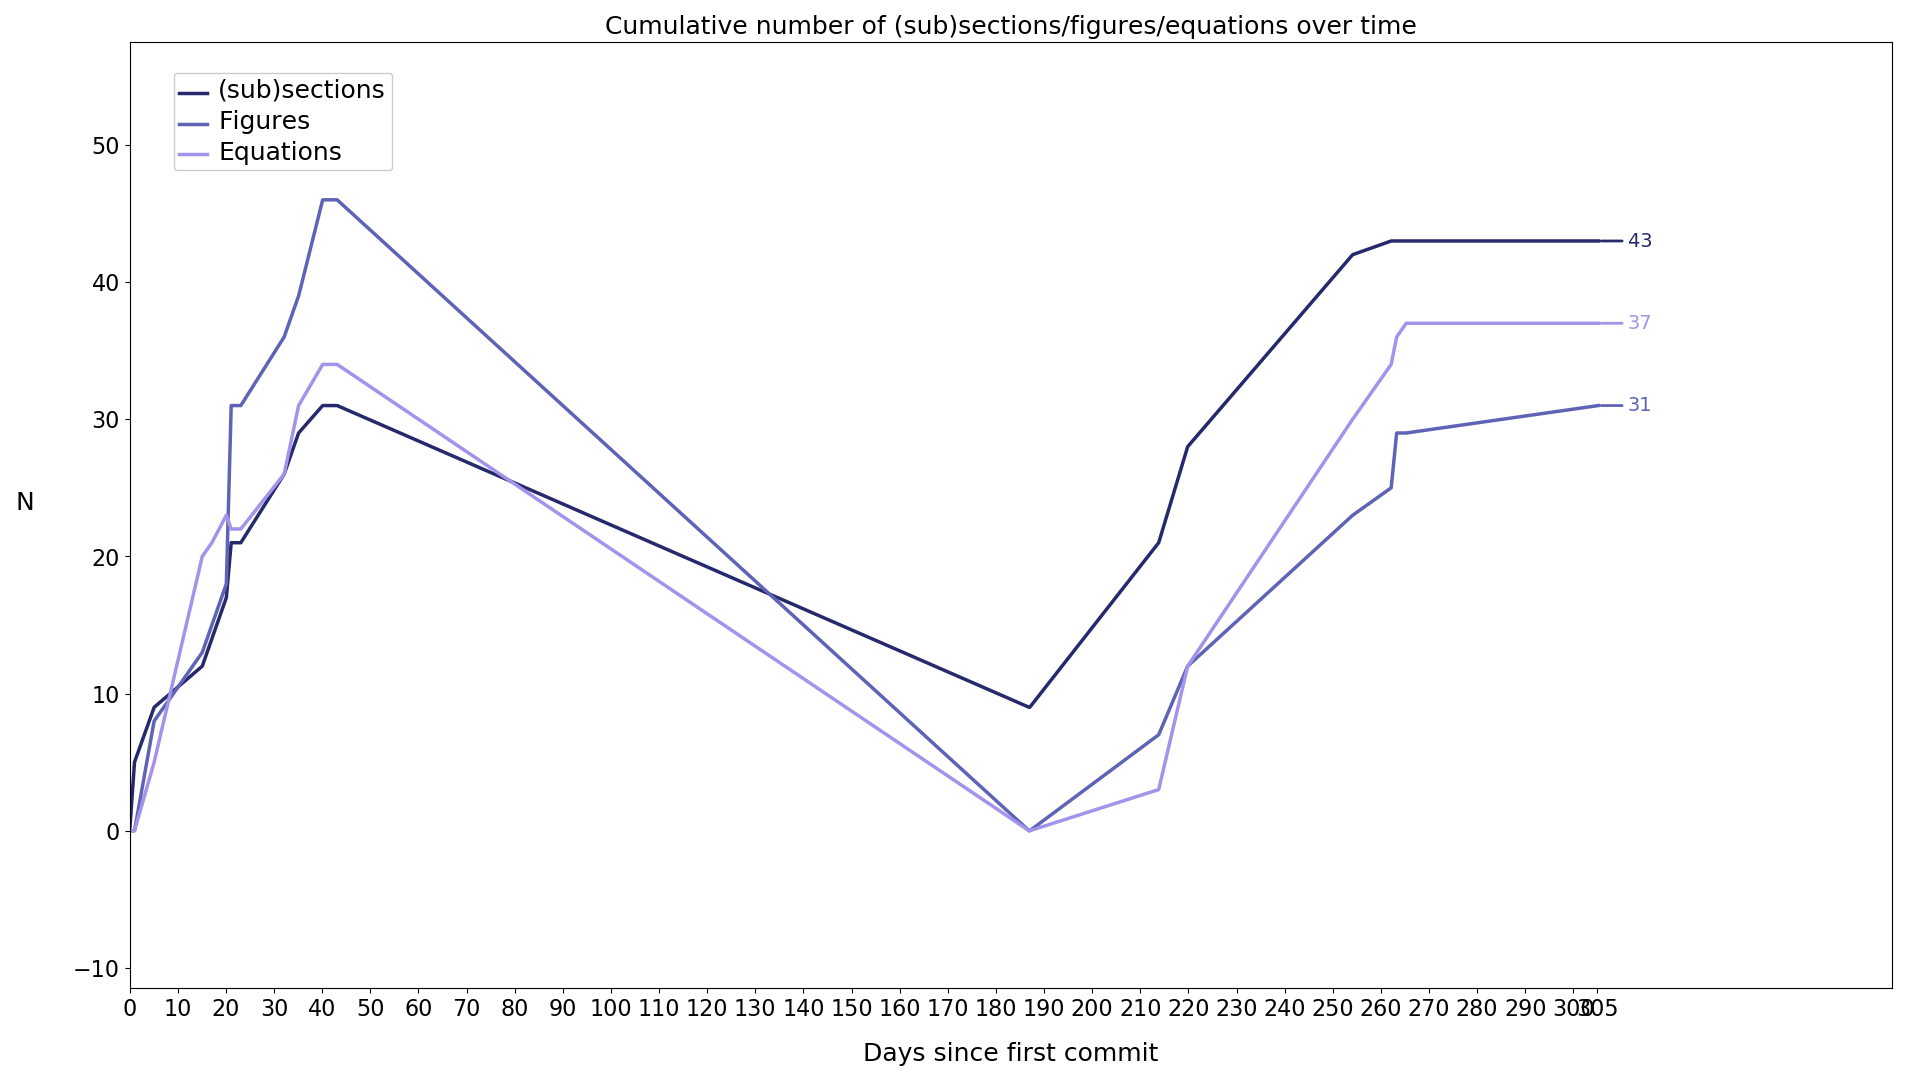 Cumulative number of (sub)sections/figures/equations over time
(sub)sections
Figures
Equations
50
40
30
20
10
0
−10
N
43
37
31
0 10 20 30 40 50 60 70 80 90 100 110 120 130 140 150 160 170 180 190 200 210 220 230 240 250 260 270 280 290 300 305
Days since first commit